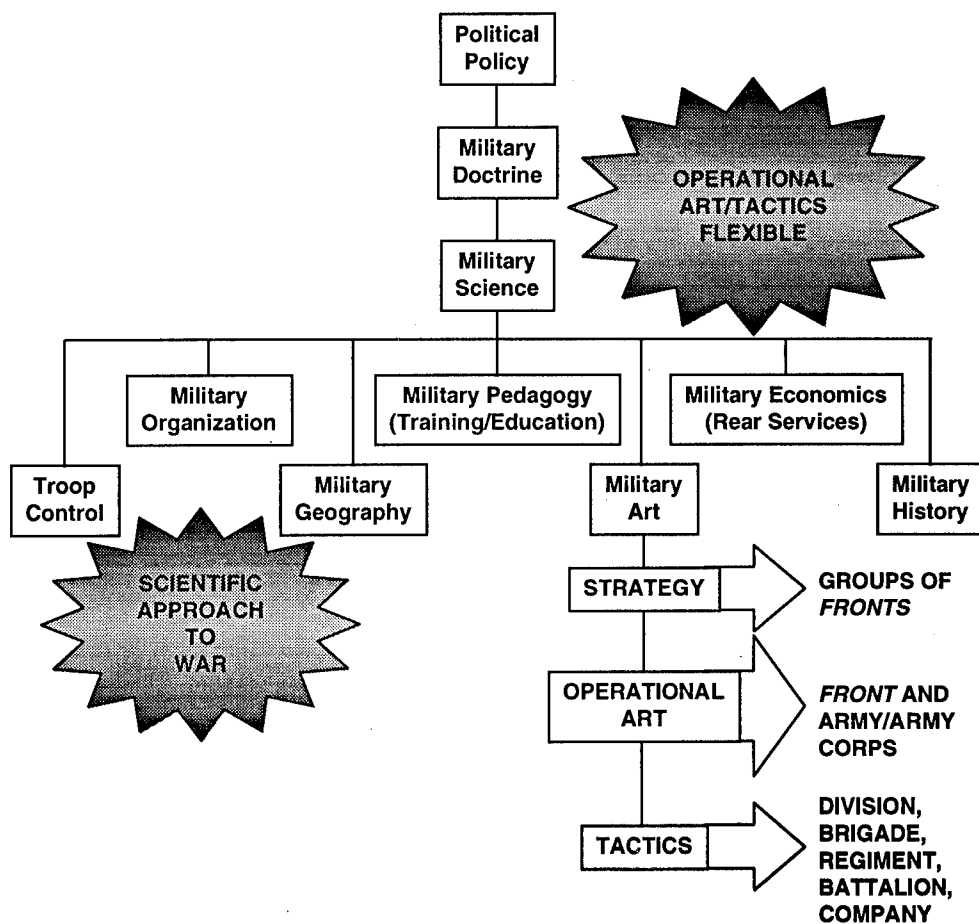 Political
Policy
Military
Doctrine
OPERATIONAL
ART/TACTICS
FLEXIBLE
Military
Science
Military
Organization
Military Pedagogy
(Training/Education)
Military Economics
(Rear Services)
Troop
Control
Military
Geography
Military
Art
Military
History
SCIENTIFIC
APPROACH
TO
WAR
STRATEGY
GROUPS OF
FRONTS
OPERATIONAL
ART
FRONT AND
ARMY/ARMY
CORPS
TACTICS
DIVISION,
BRIGADE,
REGIMENT,
BATTALION,
COMPANY